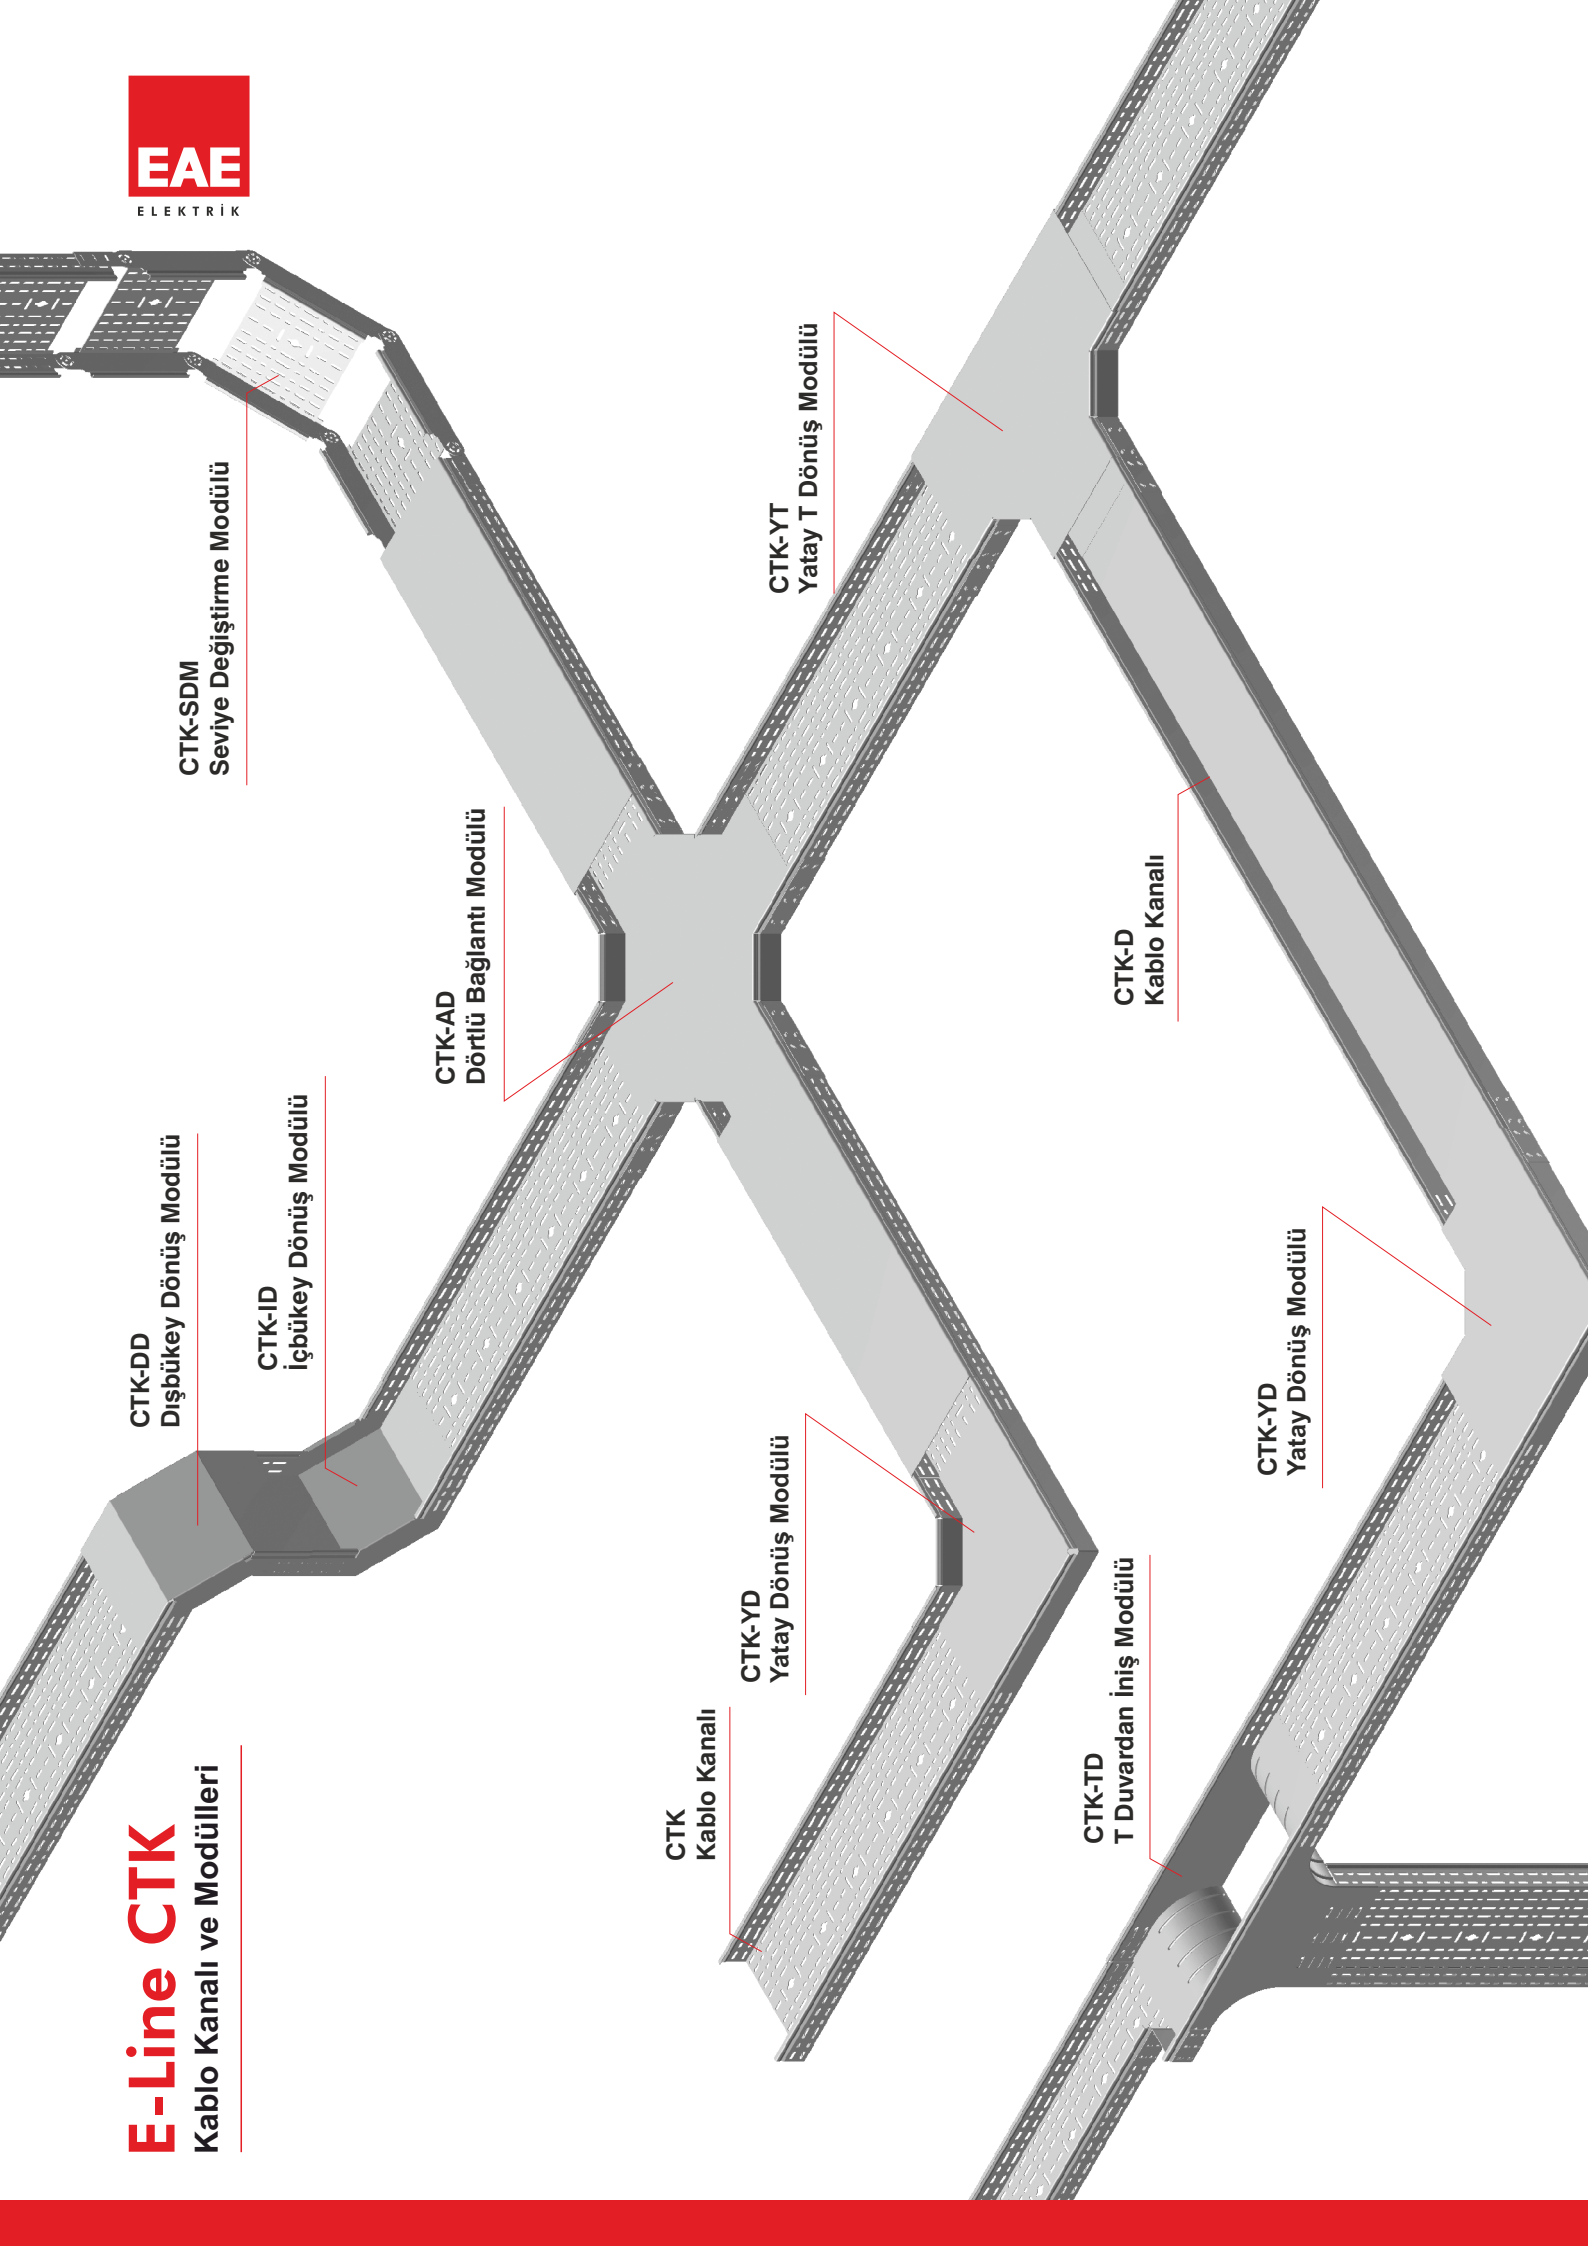 EAE
ELEKTRİK
E-Line CTK
Kablo Kanalı ve Modülleri
CTK-DD
Dışbükey Dönüş Modülü
CTK-ID
İçbükey Dönüş Modülü
CTK-SDM
Seviye Değiştirme Modülü
CTK-AD
Dörtlü Bağlantı Modülü
CTK
Kablo Kanalı
CTK-YD
Yatay Dönüş Modülü
CTK-YT
Yatay T Dönüş Modülü
CTK-TD
T Duvardan İniş Modülü
CTK-D
Kablo Kanalı
CTK-YD
Yatay Dönüş Modülü